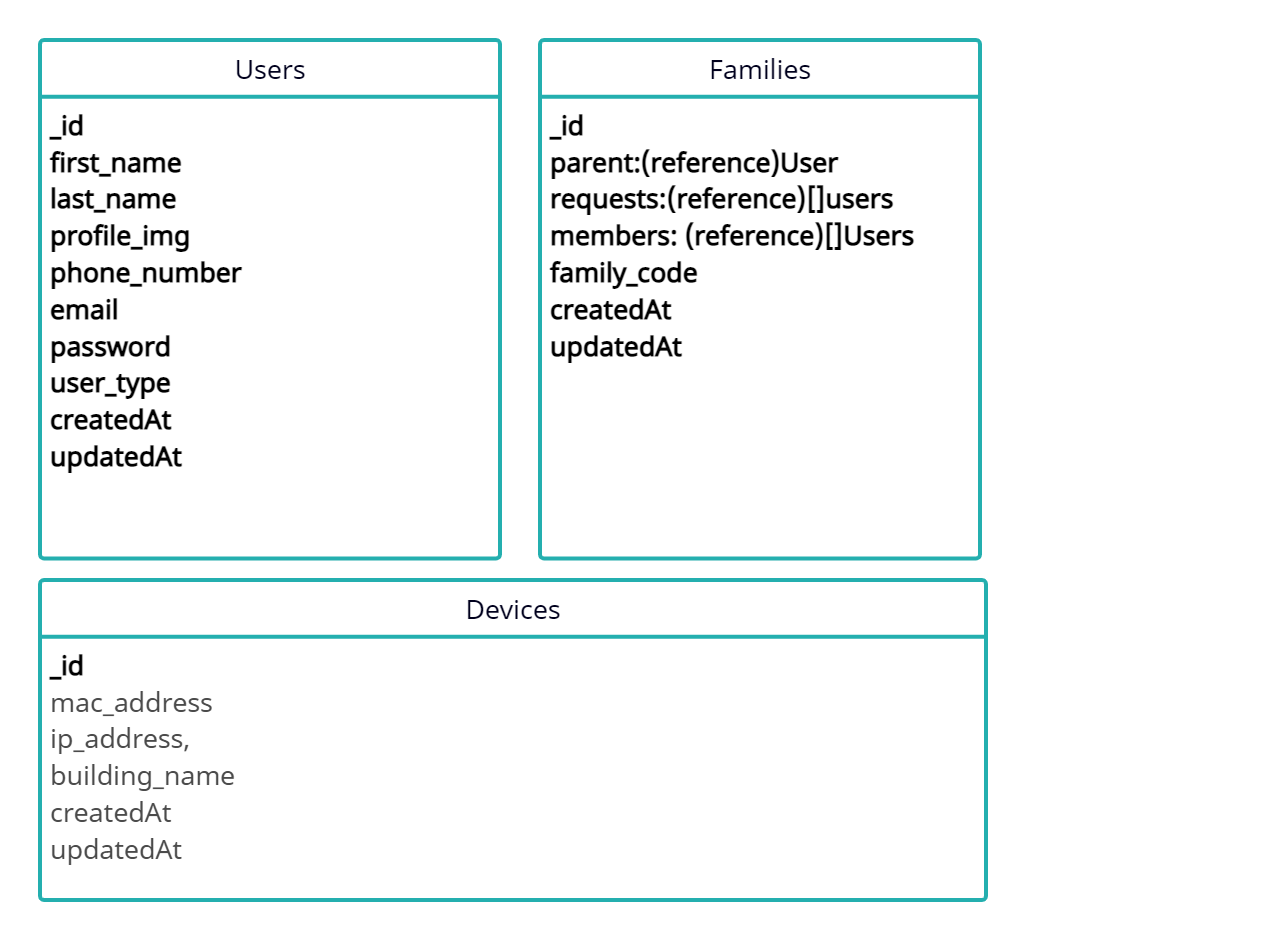 Users
_id
first_name
last_name
profile_img
phone_number
email
password
user_type
createdAt
updatedAt
Families
_id
parent:(reference)User
requests:(reference)[]users
members: (reference)[]Users
family_code
createdAt
updatedAt
Devices
_id
mac_address
ip_address,
building_name
createdAt
updatedAt